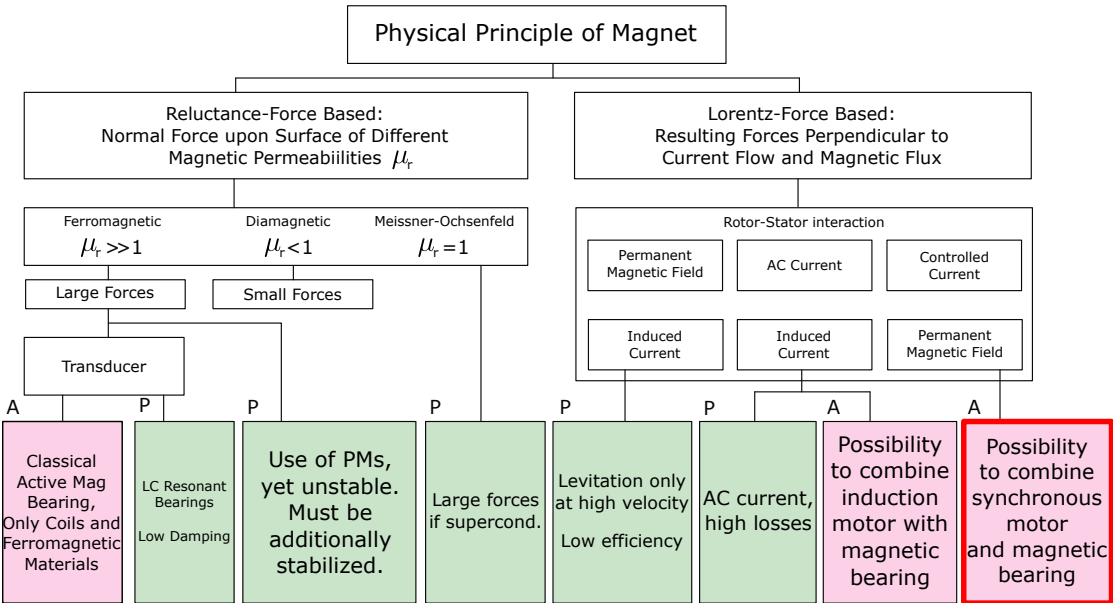 Physical Principle of Magnet
Reluctance-Force Based:
Normal Force upon Surface of Different
Magnetic Permeabiilities μr
Lorentz-Force Based:
Resulting Forces Perpendicular to
Current Flow and Magnetic Flux
Ferromagnetic
μr >>1
Diamagnetic
μr <1
Meissner-Ochsenfeld
μr =1
Rotor-Stator interaction
Permanent
Magnetic Field
AC Current
Controlled
Current
Large Forces
Small Forces
Induced
Current
Induced
Current
Permanent
Magnetic Field
Transducer
A
P
P
P
P
P
A
A
Classical
Active Mag
Bearing,
Only Coils and
Ferromagnetic
Materials
LC Resonant
Bearings
Low Damping
Use of PMs,
yet unstable.
Must be
additionally
stabilized.
Large forces
if supercond.
Levitation only
at high velocity
Low efficiency
AC current,
high losses
Possibility
to combine
induction
motor with
magnetic
bearing
Possibility
to combine
synchronous
motor
and magnetic
bearing